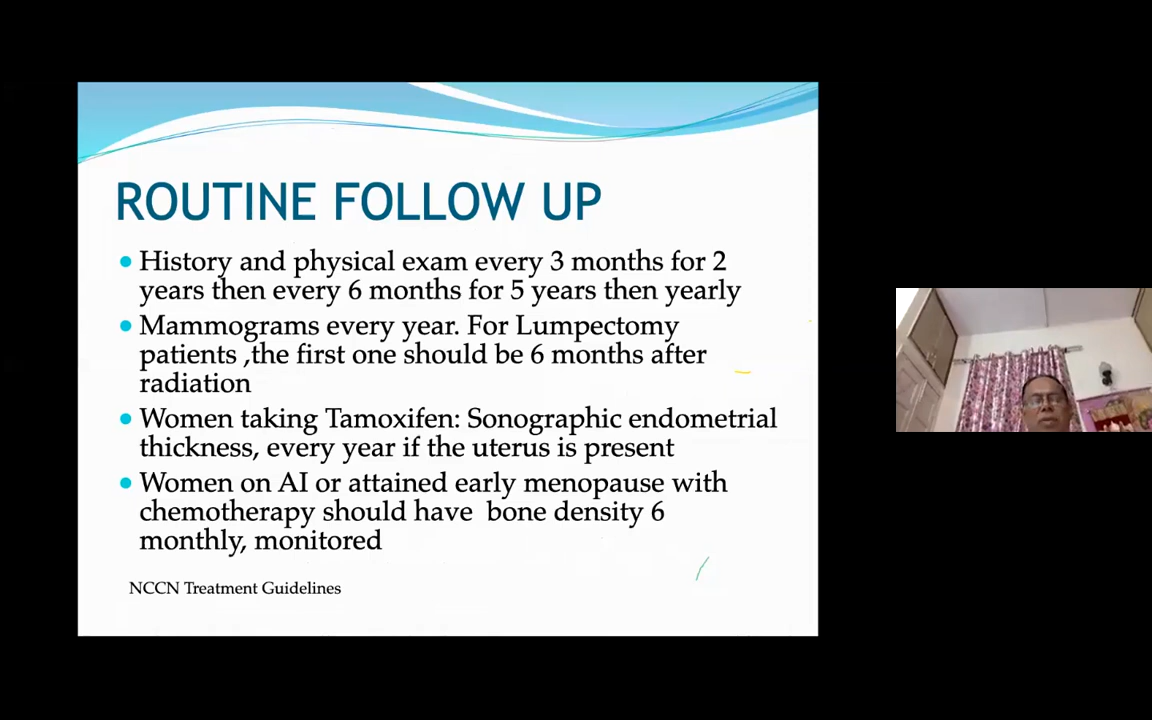 ROUTINE FOLLOW UP
History and physical exam every 3 months for 2
years then every 6 months for 5 years then yearly
Mammograms every year. For Lumpectomy
patients ,the first one should be 6 months after
radiation
Women taking Tamoxifen: Sonographic endometrial
thickness, every year if the uterus is present
Women on AI or attained early menopause with
chemotherapy should have  bone density 6
monthly, monitored
NCCN Treatment Guidelines